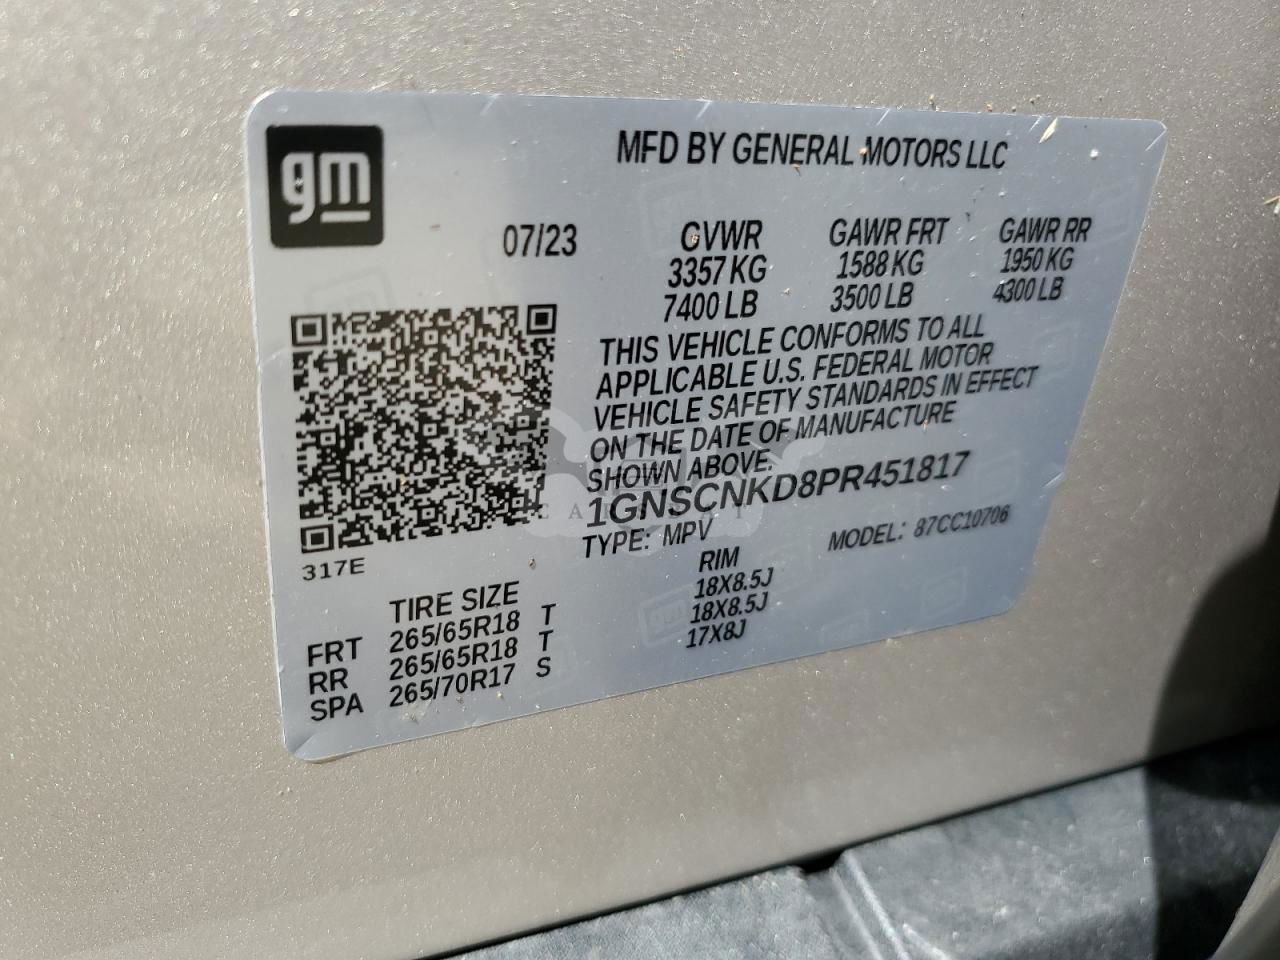 gm
MFD BY GENERAL MOTORS LLC
07/23
GVWR GAWR FRT GAWR RR
3357 KG 1588 KG 1950 KG
7400 LB 3500 LB 4300 LB
THIS VEHICLE CONFORMS TO ALL
APPLICABLE U.S. FEDERAL MOTOR
VEHICLE SAFETY STANDARDS IN EFFECT
ON THE DATE OF MANUFACTURE
SHOWN ABOVE.
1GNSCNKD8PR451817
TYPE: MPV MODEL: 87CC10706
317E
TIRE SIZE RIM
FRT 265/65R18 T 18X8.5J
RR 265/65R18 T 18X8.5J
SPA 265/70R17 S 17X8J